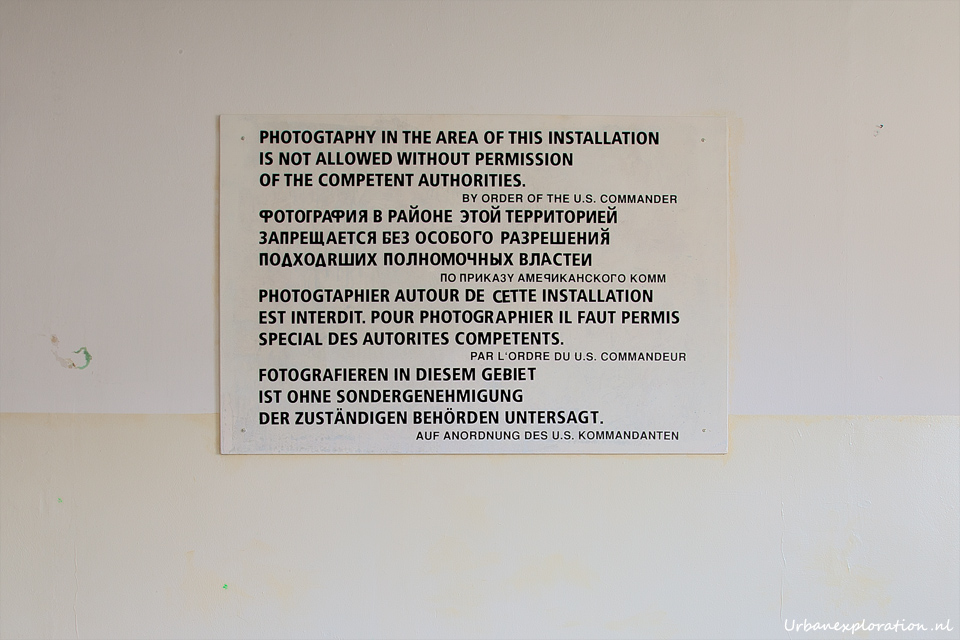 PHOTOGTAPHY IN THE AREA OF THIS INSTALLATION
IS NOT ALLOWED WITHOUT PERMISSION
OF THE COMPETENT AUTHORITIES.
BY ORDER OF THE U.S. COMMANDER
ФОТОГРАФИЯ В РАЙОНЕ ЭТОЙ ТЕРРИТОРИЕЙ
ЗАПРЕЩАЕТСЯ БЕЗ ОСОБОГО РАЗРЕШЕНИЙ
ПОДХОДЯШИХ ПОЛНОМОЧНЫХ ВЛАСТЕИ
ПО ПРИКАЗУ АМЕЯИКАНСКОГО КОММ
PHOTOGTAPHIER AUTOUR DE CETTE INSTALLATION
EST INTERDIT. POUR PHOTOGRAPHIER IL FAUT PERMIS
SPECIAL DES AUTORITES COMPETENTS.
PAR L'ORDRE DU U.S. COMMANDEUR
FOTOGRAFIEREN IN DIESEM GEBIET
IST OHNE SONDERGENEHMIGUNG
DER ZUSTÄNDIGEN BEHÖRDEN UNTERSAGT.
AUF ANORDNUNG DES U.S. KOMMANDANTEN
Urbanexploration.nl